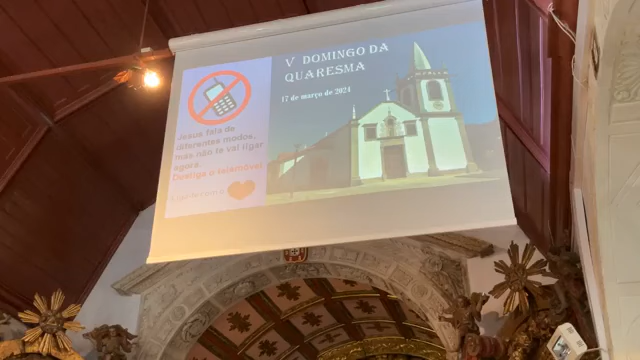 V DOMINGO DA
QUARESMA
17 de março de 2024
Jesus fala de
diferentes modos,
mas não te vai ligar
agora.
Desliga o telemóvel